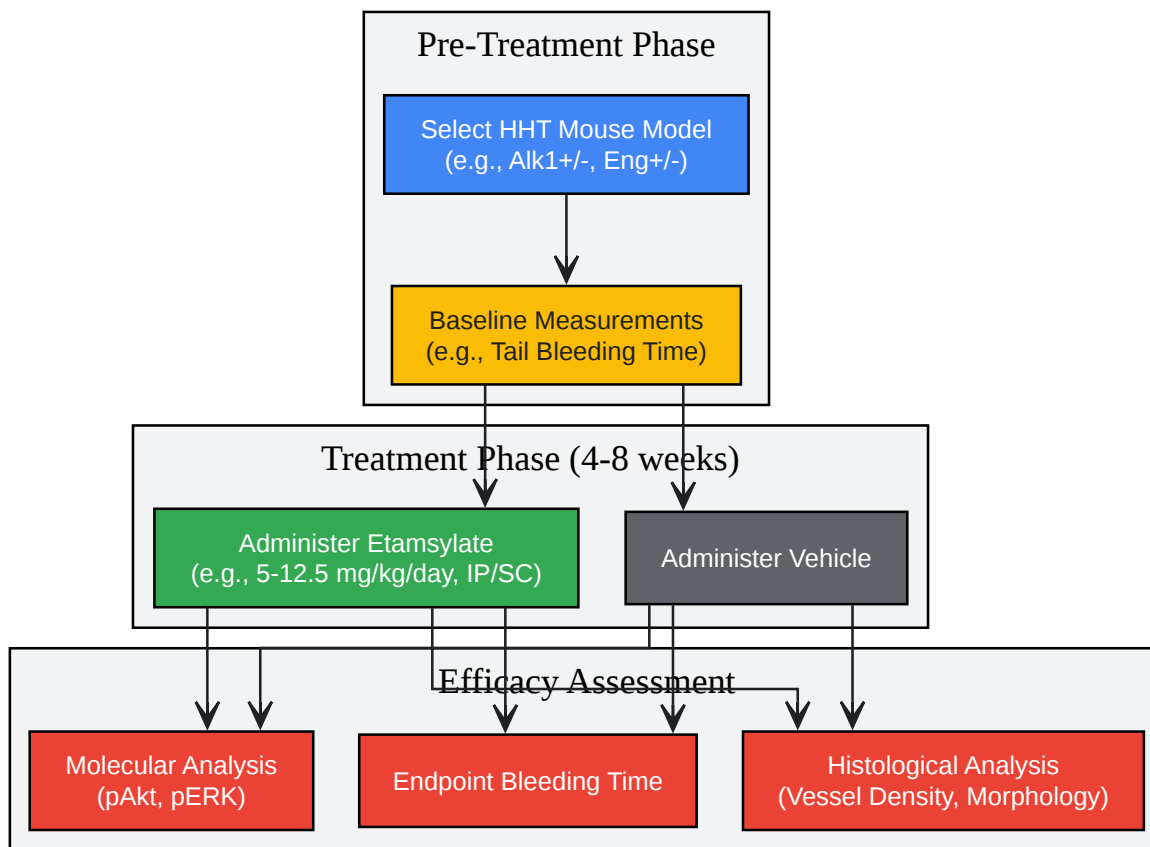 Pre-Treatment Phase
Select HHT Mouse Model
(e.g., Alk1+/-, Eng+/-)
Baseline Measurements
(e.g., Tail Bleeding Time)
Treatment Phase (4-8 weeks)
Administer Etamsylate
(e.g., 5-12.5 mg/kg/day, IP/SC)
Administer Vehicle
Efficacy Assessment
Molecular Analysis
(pAkt, pERK)
Endpoint Bleeding Time
Histological Analysis
(Vessel Density, Morphology)